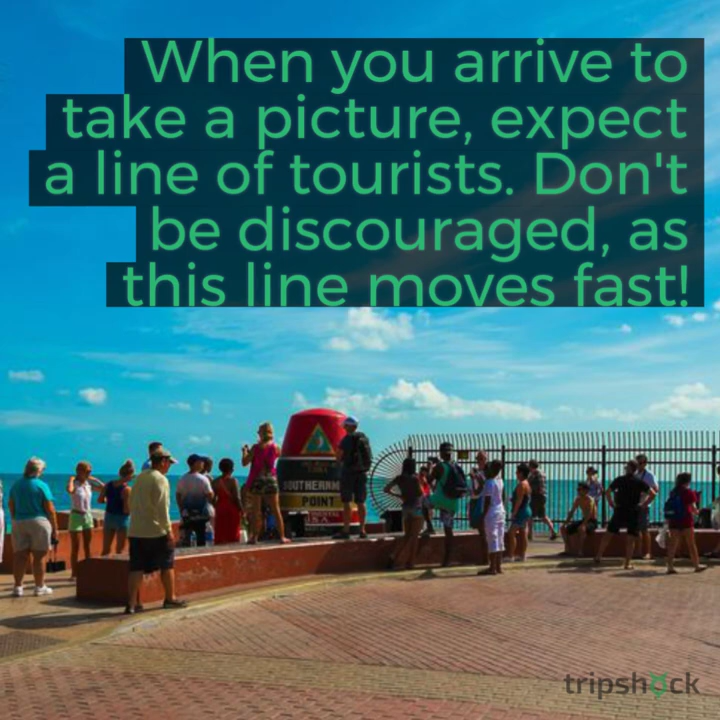 When you arrive to
take a picture, expect
a line of tourists. Don't
be discouraged, as
this line moves fast!
SOUTHERNM
POINT
tripshock